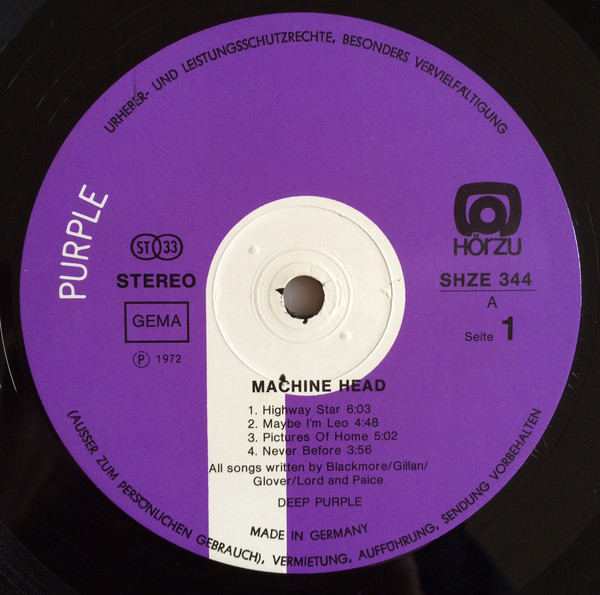 URHEBER- UND LEISTUNGSSCHUTZRECHTE, BESONDERS VERVIELFÄLTIGUNG
PURPLE
HÖRZU
ST 33
STEREO
SHZE 344
A
GEMA
Seite 1
Ⓟ 1972
MACHINE HEAD
1. Highway Star 6:03
2. Maybe I'm Leo 4:48
3. Pictures Of Home 5:02
4. Never Before 3:56
All songs written by Blackmore/Gillan/
Glover/Lord and Paice
DEEP PURPLE
MADE IN GERMANY
(AUSSER ZUM PERSÖNLICHEN GEBRAUCH), VERMIETUNG, AUFFÜHRUNG, SENDUNG VORBEHALTEN